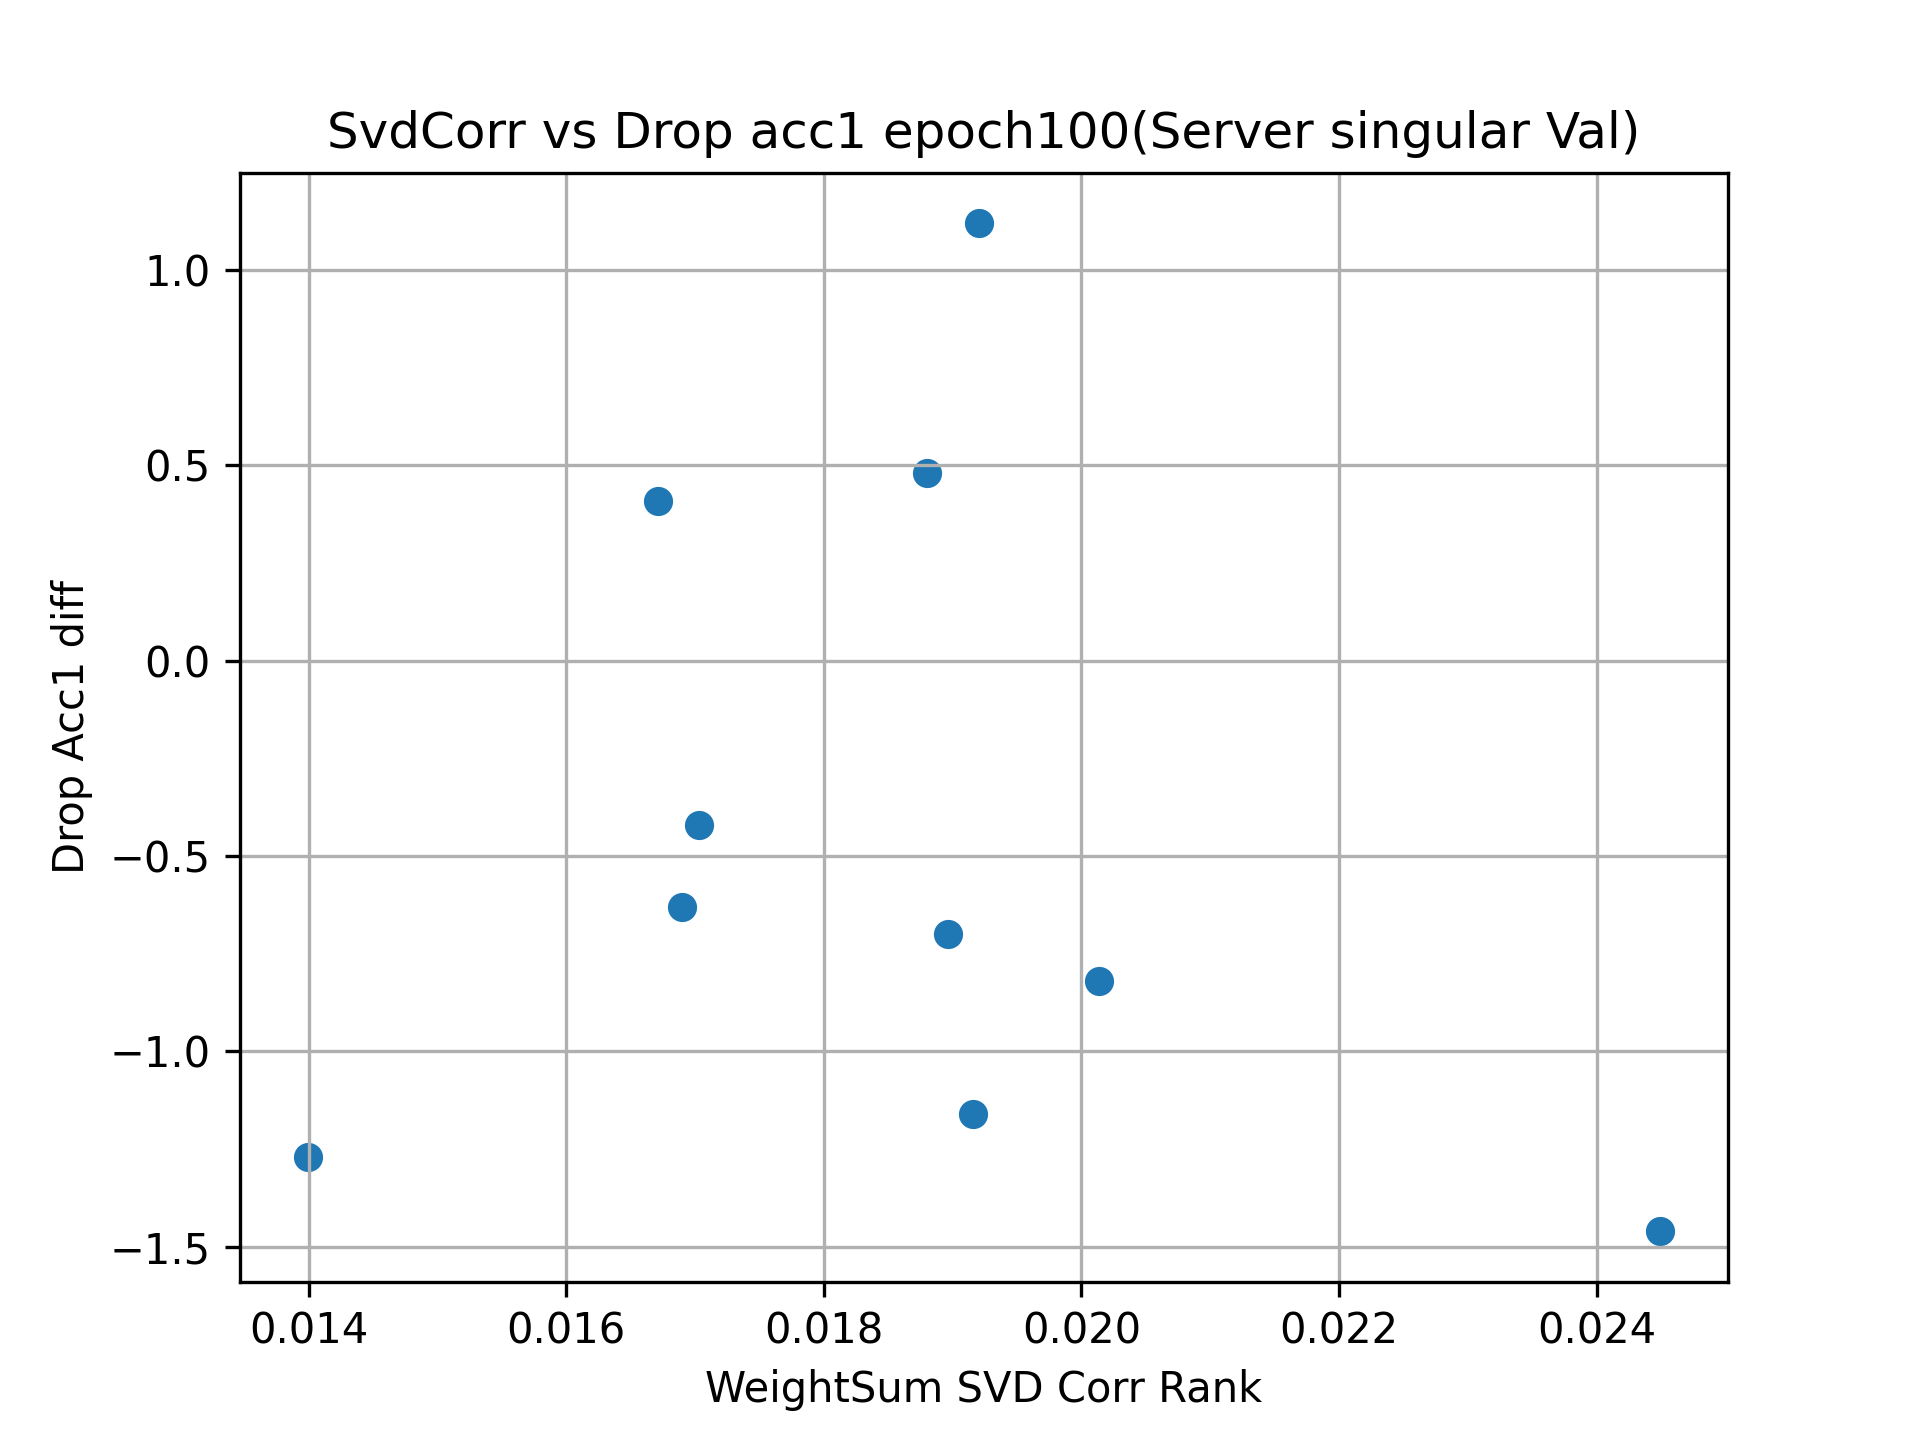 SvdCorr vs Drop acc1 epoch100(Server singular Val)
1.0
0.5
0.0
−0.5
−1.0
−1.5
Drop Acc1 diff
0.014 0.016 0.018 0.020 0.022 0.024
WeightSum SVD Corr Rank